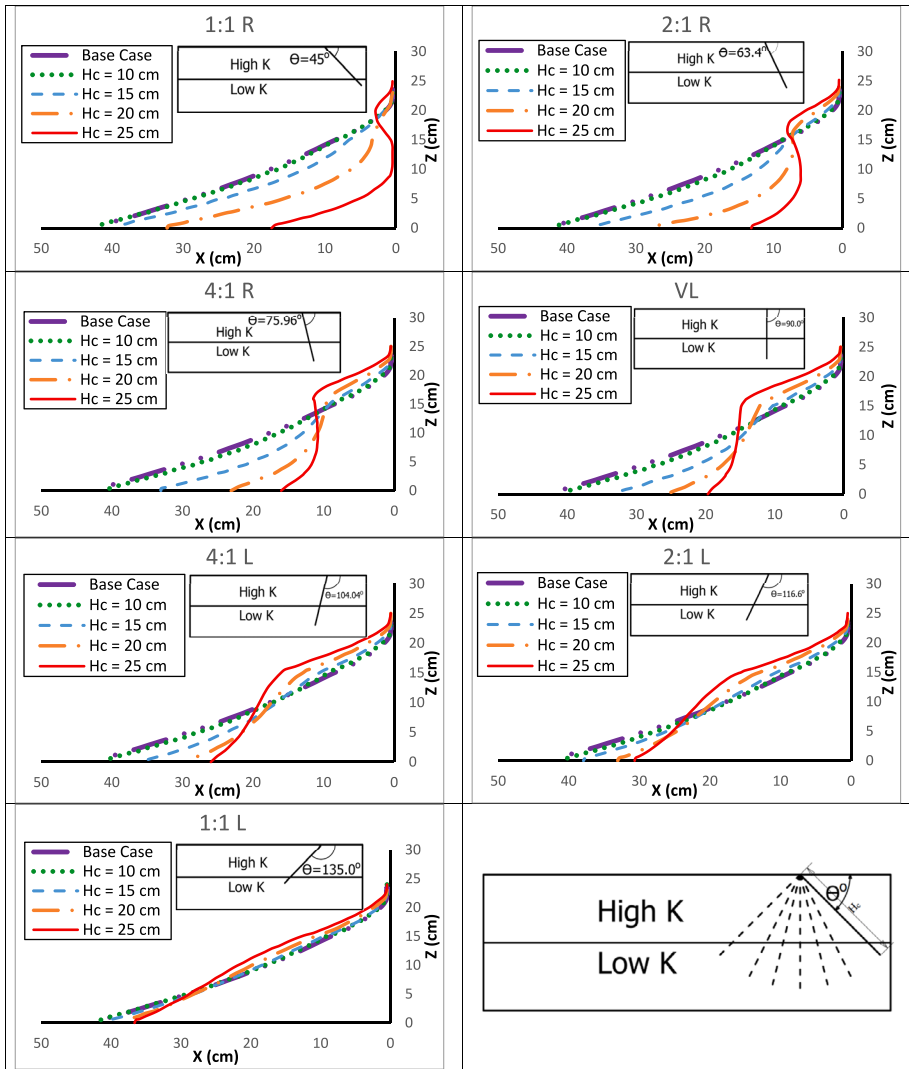 1:1 R
Base Case
Hc = 10 cm
Hc = 15 cm
Hc = 20 cm
Hc = 25 cm
High K
Low K
Θ=45°
30
25
20
15
10
5
0
Z (cm)
50 40 30 20 10 0
X (cm)
2:1 R
Base Case
Hc = 10 cm
Hc = 15 cm
Hc = 20 cm
Hc = 25 cm
High K
Low K
Θ=63.4°
30
25
20
15
10
5
0
Z (cm)
50 40 30 20 10 0
X (cm)
4:1 R
Base Case
Hc = 10 cm
Hc = 15 cm
Hc = 20 cm
Hc = 25 cm
High K
Low K
Θ=75.96°
30
25
20
15
10
5
0
Z (cm)
50 40 30 20 10 0
X (cm)
VL
Base Case
Hc = 10 cm
Hc = 15 cm
Hc = 20 cm
Hc = 25 cm
High K
Low K
Θ=90.0°
30
25
20
15
10
5
0
Z (cm)
50 40 30 20 10 0
X (cm)
4:1 L
Base Case
Hc = 10 cm
Hc = 15 cm
Hc = 20 cm
Hc = 25 cm
High K
Low K
Θ=104.04°
30
25
20
15
10
5
0
Z (cm)
50 40 30 20 10 0
X (cm)
2:1 L
Base Case
Hc = 10 cm
Hc = 15 cm
Hc = 20 cm
Hc = 25 cm
High K
Low K
Θ=116.6°
30
25
20
15
10
5
0
Z (cm)
50 40 30 20 10 0
X (cm)
1:1 L
Base Case
Hc = 10 cm
Hc = 15 cm
Hc = 20 cm
Hc = 25 cm
High K
Low K
Θ=135.0°
30
25
20
15
10
5
0
Z (cm)
50 40 30 20 10 0
X (cm)
High K
Low K
Θ°
Hc